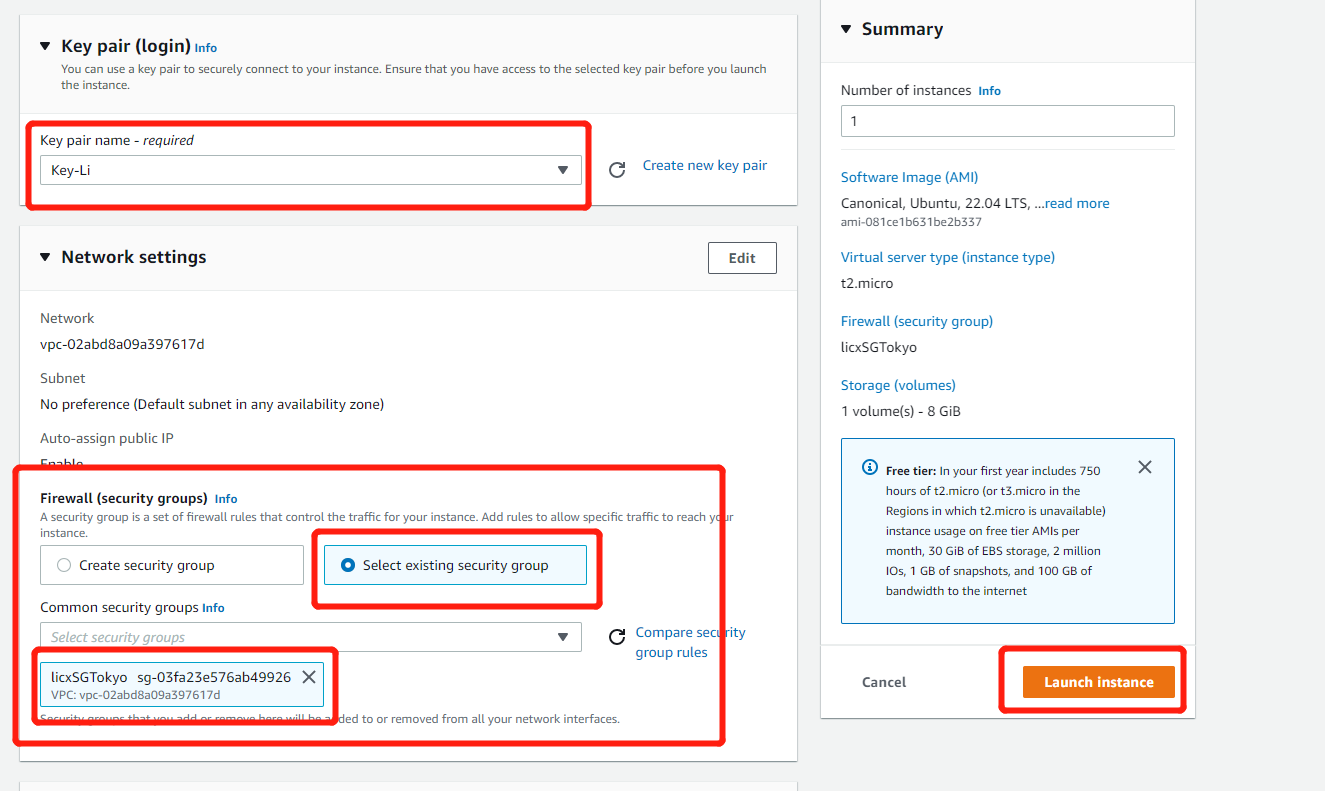 Key pair (login) Info
You can use a key pair to securely connect to your instance. Ensure that you have access to the selected key pair before you launch
the instance.
Key pair name - required
Key-Li
Create new key pair
Network settings
Edit
Network
vpc-02abd8a09a397617d
Subnet
No preference (Default subnet in any availability zone)
Auto-assign public IP
Enable
Firewall (security groups) Info
A security group is a set of firewall rules that control the traffic for your instance. Add rules to allow specific traffic to reach your
instance.
Create security group
Select existing security group
Common security groups Info
Select security groups
Compare security
group rules
licxSGTokyo sg-03fa23e576ab49926
VPC: vpc-02abd8a09a397617d
Security groups that you add or remove here will be added to or removed from all your network interfaces.
Summary
Number of instances Info
1
Software Image (AMI)
Canonical, Ubuntu, 22.04 LTS, ...read more
ami-081ce1b631be2b337
Virtual server type (instance type)
t2.micro
Firewall (security group)
licxSGTokyo
Storage (volumes)
1 volume(s) - 8 GiB
Free tier: In your first year includes 750
hours of t2.micro (or t3.micro in the
Regions in which t2.micro is unavailable)
instance usage on free tier AMIs per
month, 30 GiB of EBS storage, 2 million
IOs, 1 GB of snapshots, and 100 GB of
bandwidth to the internet
Cancel
Launch instance